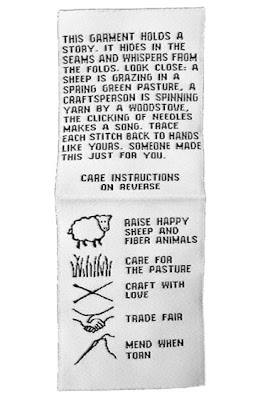 THIS GARMENT HOLDS A
STORY. IT HIDES IN THE
SEAMS AND WHISPERS FROM
THE FOLDS. LOOK CLOSE: A
SHEEP IS GRAZING IN A
SPRING GREEN PASTURE, A
CRAFTSPERSON IS SPINNING
YARN BY A WOODSTOVE,
THE CLICKING OF NEEDLES
MAKES A SONG. TRACE
EACH STITCH BACK TO HANDS
LIKE YOURS. SOMEONE MADE
THIS JUST FOR YOU.
CARE INSTRUCTIONS
ON REVERSE
RAISE HAPPY
SHEEP AND
FIBER ANIMALS
CARE FOR
THE PASTURE
CRAFT WITH
LOVE
TRADE FAIR
MEND WHEN
TORN